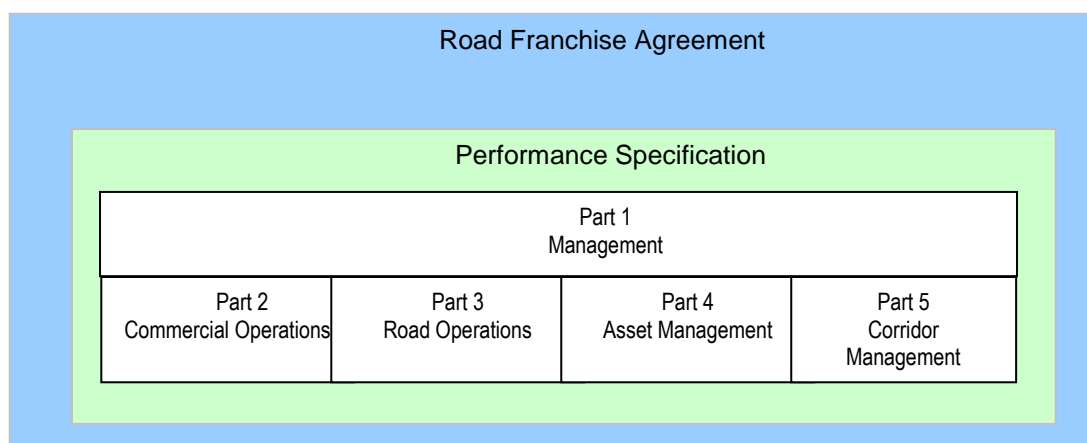 Road Franchise Agreement
Performance Specification
Part 1
Management
Part 2
Commercial Operations
Part 3
Road Operations
Part 4
Asset Management
Part 5
Corridor
Management